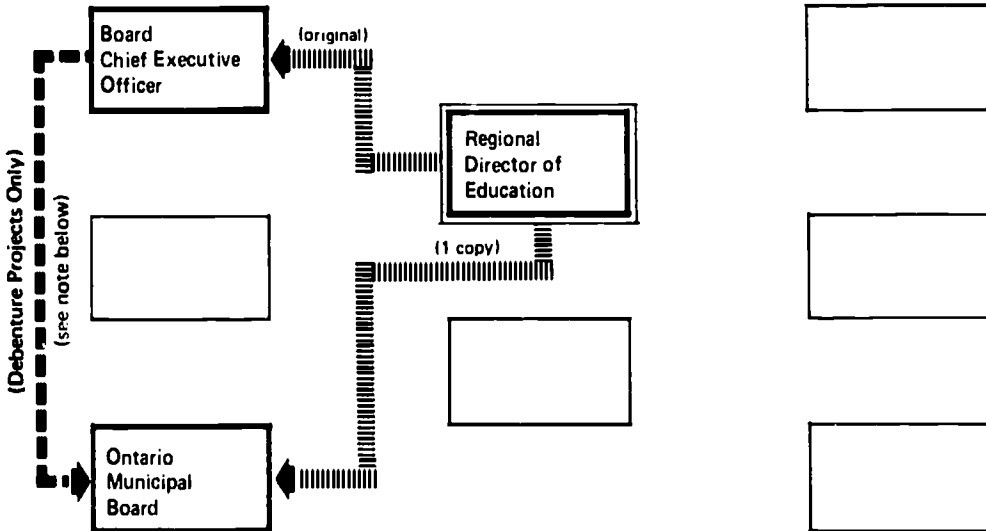 Board
Chief Executive
Officer
(original)
Regional
Director of
Education
(Debenture Projects Only)
(see note below)
(1 copy)
Ontario
Municipal
Board